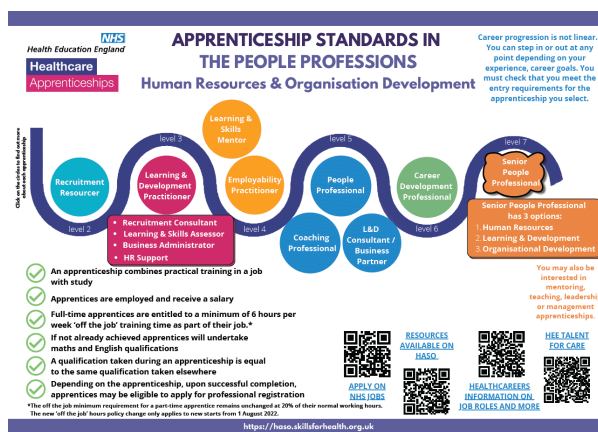 NHS
Health Education England
Healthcare
Apprenticeships
APPRENTICESHIP STANDARDS IN
THE PEOPLE PROFESSIONS
Human Resources & Organisation Development
Career progression is not linear.
You can step in or out at any
point depending on your
experience, career goals. You
must check that you meet the
entry requirements for the
apprenticeship you select.
Click on the circles to find out more
about each apprenticeship
level 2
Recruitment
Resourcer
level 3
Learning &
Development
Practitioner
• Recruitment Consultant
• Learning & Skills Assessor
• Business Administrator
• HR Support
Learning &
Skills
Mentor
Employability
Practitioner
level 4
level 5
People
Professional
Coaching
Professional
L&D
Consultant /
Business
Partner
Career
Development
Professional
level 6
level 7
Senior
People
Professional
Senior People Professional
has 3 options:
1. Human Resources
2. Learning & Development
3. Organisational Development
You may also be
interested in
mentoring,
teaching, leadershi
or management
apprenticeships.
An apprenticeship combines practical training in a job
with study
Apprentices are employed and receive a salary
Full-time apprentices are entitled to a minimum of 6 hours per
week 'off the job' training time as part of their job.*
If not already achieved apprentices will undertake
maths and English qualifications
A qualification taken during an apprenticeship is equal
to the same qualification taken elsewhere
Depending on the apprenticeship, upon successful completion,
apprentices may be eligible to apply for professional registration
*The off the job minimum requirement for a part-time apprentice remains unchanged at 20% of their normal working hours.
The new 'off the job' hours policy change only applies to new starts from 1 August 2022.
APPLY ON
NHS JOBS
RESOURCES
AVAILABLE ON
HASO
HEALTHCAREERS
INFORMATION ON
JOB ROLES AND MORE
HEE TALENT
FOR CARE
https://haso.skillsforhealth.org.uk